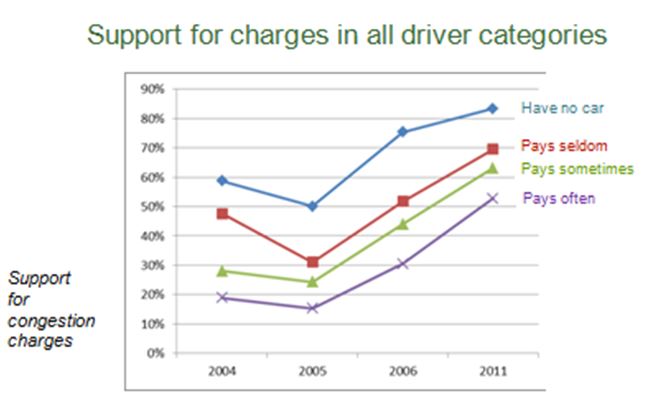 Support for charges in all driver categories
90%
80%
70%
60%
50%
40%
30%
20%
10%
0%
Have no car
Pays seldom
Pays sometimes
Pays often
Support
for
congestion
charges
2004 2005 2006 2011